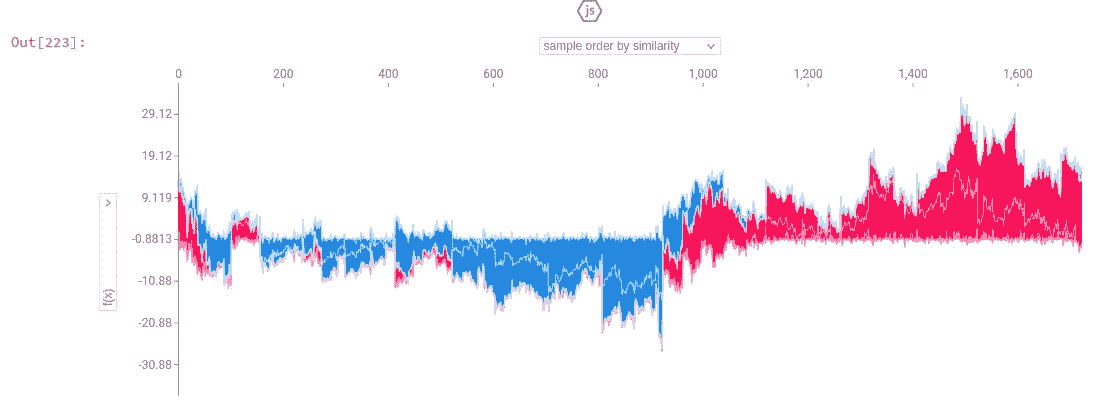 js
Out[223]:
sample order by similarity
0 200 400 600 800 1,000 1,200 1,400 1,600
29.12
19.12
9.119
-0.8813
-10.88
-20.88
-30.88
f(x)